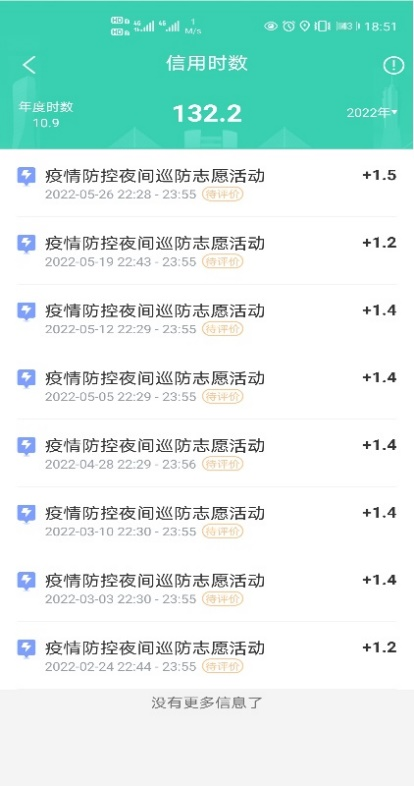 1
M/s
83
18:51
信用时数
年度时数
10.9
132.2
2022年
疫情防控夜间巡防志愿活动
+1.5
2022-05-26 22:28 - 23:55 待评价
疫情防控夜间巡防志愿活动
+1.2
2022-05-19 22:43 - 23:55 待评价
疫情防控夜间巡防志愿活动
+1.4
2022-05-12 22:29 - 23:55 待评价
疫情防控夜间巡防志愿活动
+1.4
2022-05-05 22:29 - 23:55 待评价
疫情防控夜间巡防志愿活动
+1.4
2022-04-28 22:29 - 23:56 待评价
疫情防控夜间巡防志愿活动
+1.4
2022-03-10 22:30 - 23:55 待评价
疫情防控夜间巡防志愿活动
+1.4
2022-03-03 22:30 - 23:55 待评价
疫情防控夜间巡防志愿活动
+1.2
2022-02-24 22:44 - 23:55 待评价
没有更多信息了